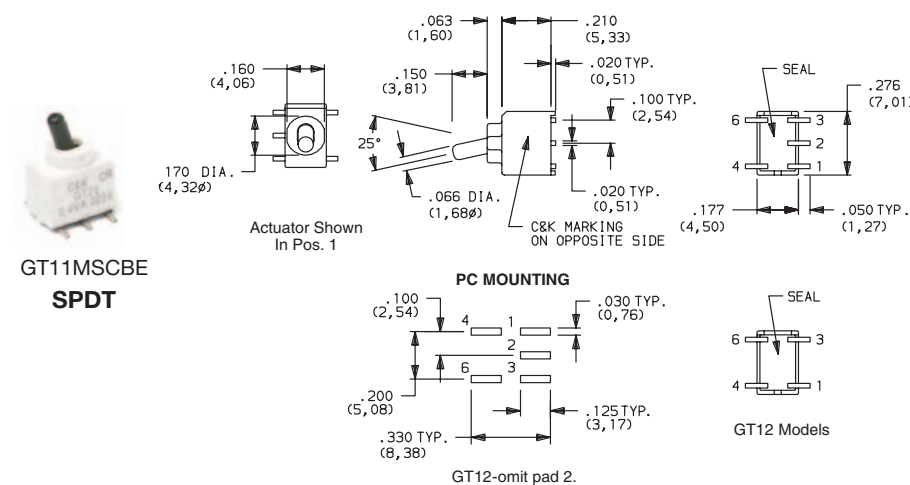 .063
(1,60)
.210
(5,33)
.160
(4,06)
.150
(3,81)
.020 TYP.
(0,51)
.100 TYP.
(2,54)
SEAL
.276
(7,01)
6
3
2
4
1
25°
170 DIA.
(4,32ø)
.066 DIA.
(1,68ø)
.020 TYP.
(0,51)
.177
(4,50)
.050 TYP.
(1,27)
C&K MARKING
ON OPPOSITE SIDE
Actuator Shown
In Pos. 1
C&K
GT21
GT11MSCBE
SPDT
PC MOUNTING
.100
(2,54)
4
1
.030 TYP.
(0,76)
2
6
3
.200
(5,08)
.125 TYP.
(3,17)
.330 TYP.
(8,38)
GT12-omit pad 2.
SEAL
6
3
4
1
GT12 Models